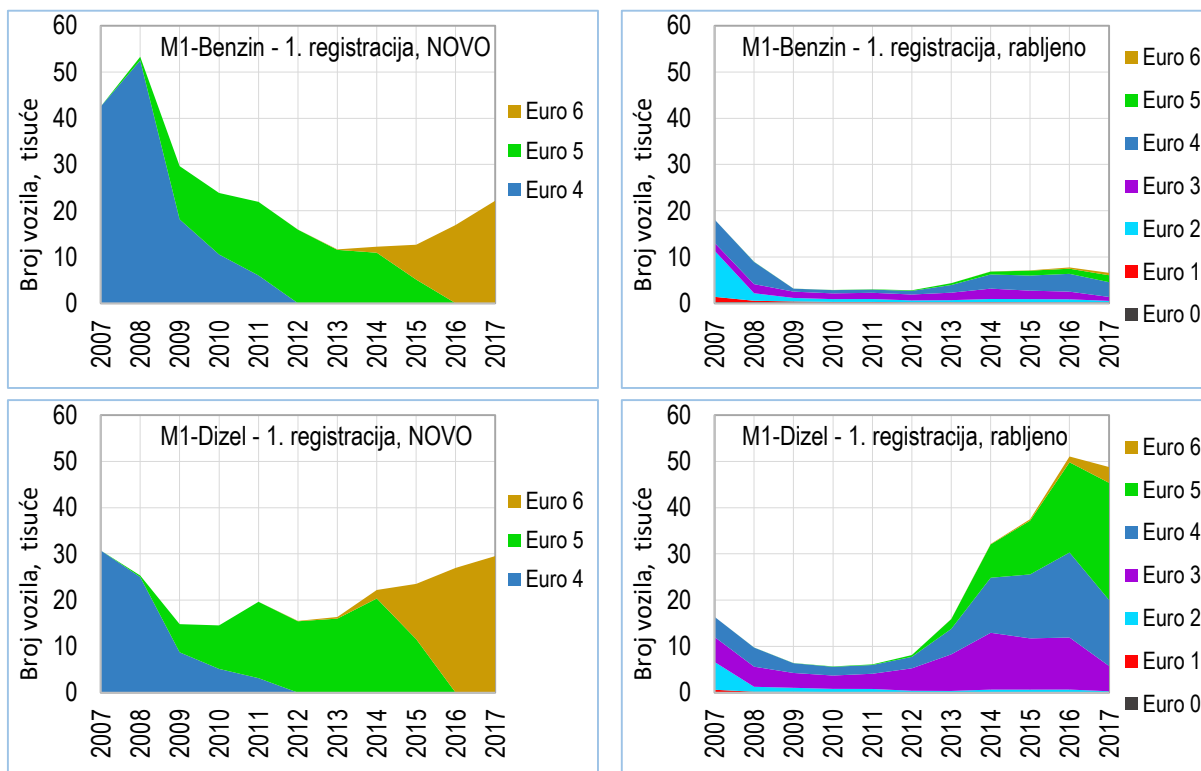 M1-Benzin - 1. registracija, NOVO
Broj vozila, tisuće
60
50
40
30
20
10
0
2007
2008
2009
2010
2011
2012
2013
2014
2015
2016
2017
Euro 6
Euro 5
Euro 4
M1-Benzin - 1. registracija, rabljeno
Broj vozila, tisuće
60
50
40
30
20
10
0
2007
2008
2009
2010
2011
2012
2013
2014
2015
2016
2017
Euro 6
Euro 5
Euro 4
Euro 3
Euro 2
Euro 1
Euro 0
M1-Dizel - 1. registracija, NOVO
Broj vozila, tisuće
60
50
40
30
20
10
0
2007
2008
2009
2010
2011
2012
2013
2014
2015
2016
2017
Euro 6
Euro 5
Euro 4
M1-Dizel - 1. registracija, rabljeno
Broj vozila, tisuće
60
50
40
30
20
10
0
2007
2008
2009
2010
2011
2012
2013
2014
2015
2016
2017
Euro 6
Euro 5
Euro 4
Euro 3
Euro 2
Euro 1
Euro 0